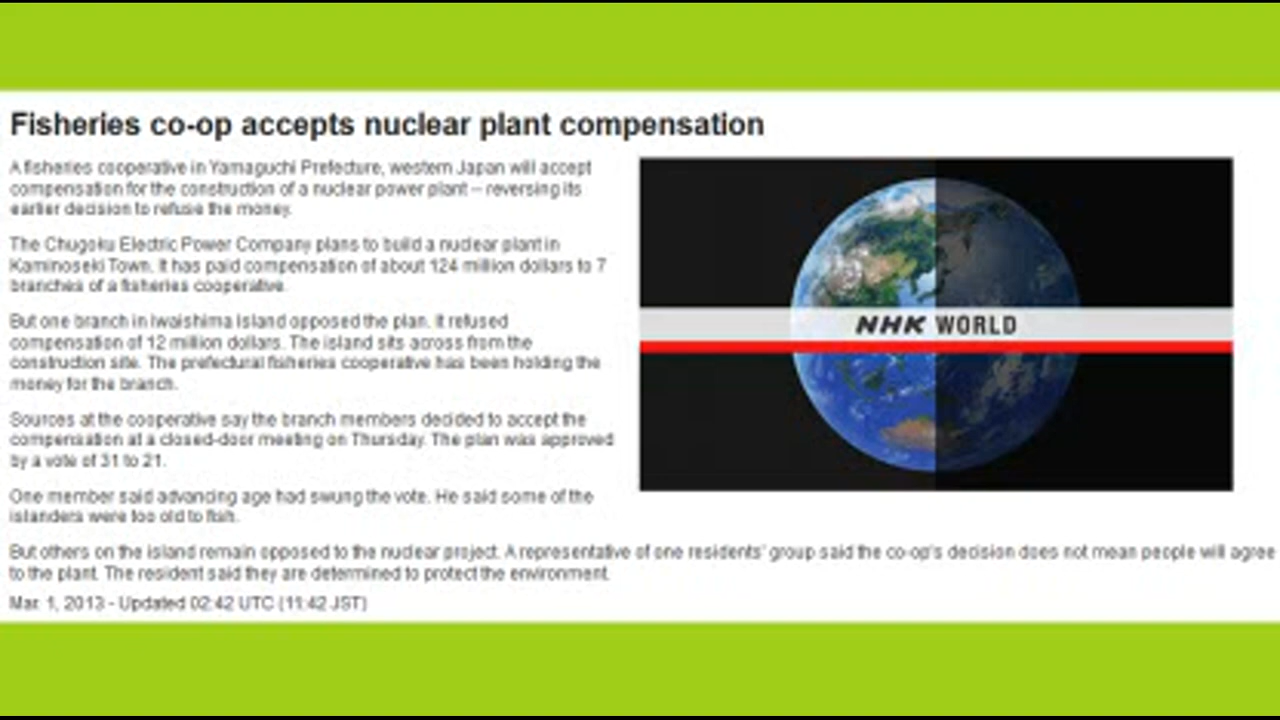 Fisheries co-op accepts nuclear plant compensation
A fisheries cooperative in Yamaguchi Prefecture, western Japan will accept
compensation for the construction of a nuclear power plant -- reversing its
earlier decision to refuse the money.
The Chugoku Electric Power Company plans to build a nuclear plant in
Kaminoseki Town. It has paid compensation of about 124 million dollars to 7
branches of a fisheries cooperative.
But one branch in Iwaishima Island opposed the plan. It refused
compensation of 12 million dollars. The island sits across from the
construction site. The prefectural fisheries cooperative has been holding the
money for the branch.
Sources at the cooperative say the branch members decided to accept the
compensation at a closed-door meeting on Thursday. The plan was approved
by a vote of 31 to 21.
One member said advancing age had swung the vote. He said some of the
islanders were too old to fish.
But others on the island remain opposed to the nuclear project. A representative of one residents' group said the co-op's decision does not mean people will agree
to the plant. The resident said they are determined to protect the environment.
Mar. 1, 2013 - Updated 02:42 UTC (11:42 JST)
NHK WORLD